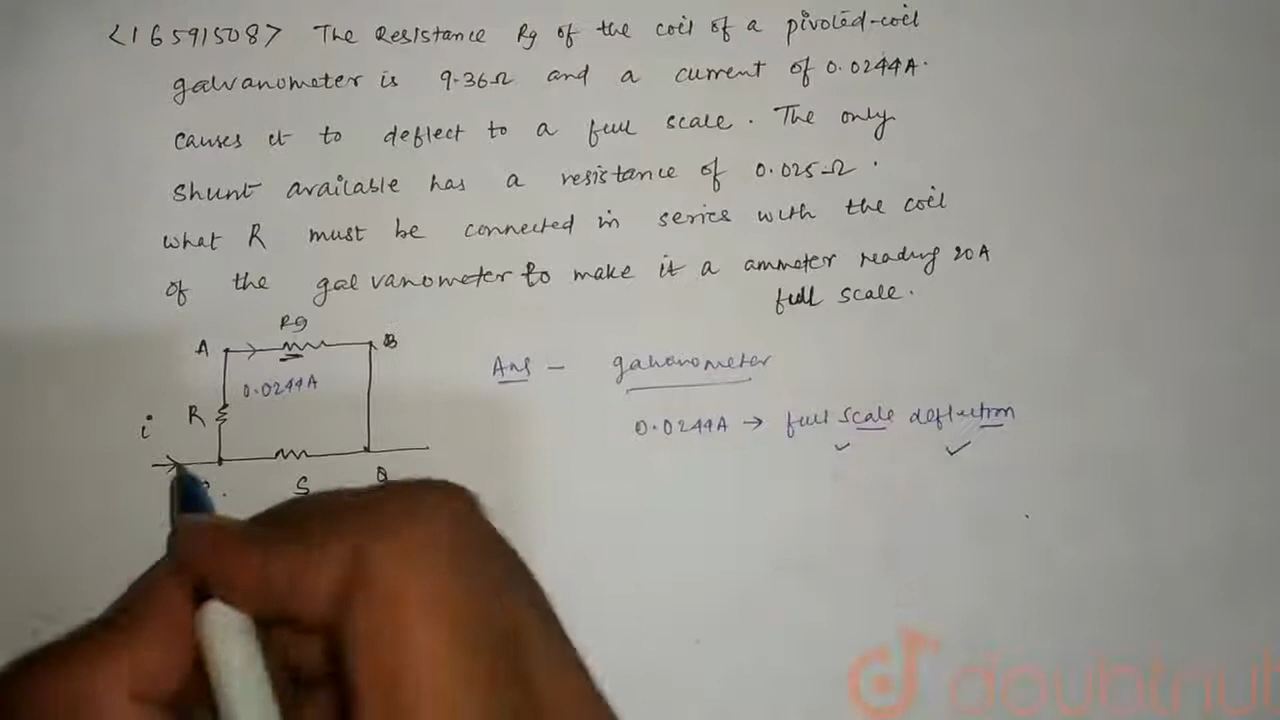 <16591508> The Resistance Rg of the coil of a pivoted-coil
galvanometer is 9.36Ω and a current of 0.0244A.
causes it to deflect to a full scale. The only
shunt available has a resistance of 0.025Ω.
what R must be connected in series with the coil
of the galvanometer to make it a ammeter reading 20A
full scale.
Rg
A B
0.0244A
R
i
S Q
Ans - galvanometer
0.0244A → full scale deflection
doubtnut